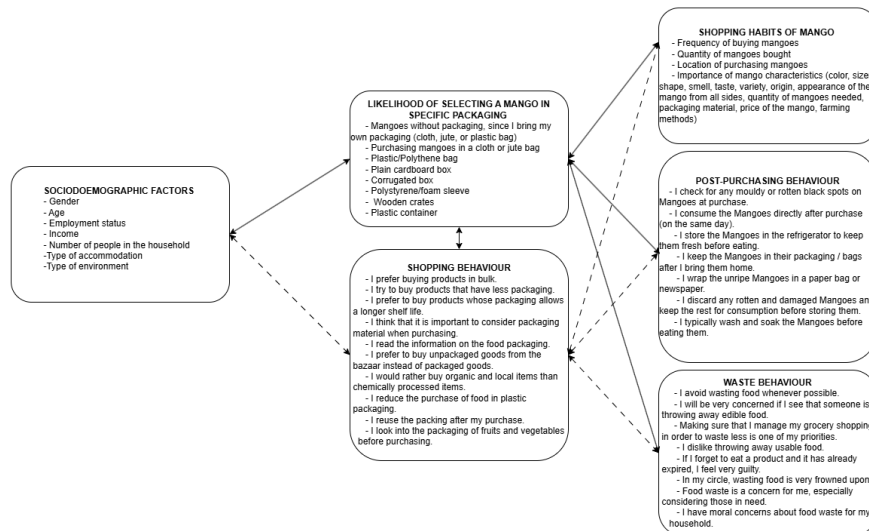 SOCIODOEMOGRAPHIC FACTORS
- Gender
- Age
- Employment status
- Income
- Number of people in the household
-Type of accommodation
-Type of environment
LIKELIHOOD OF SELECTING A MANGO IN
SPECIFIC PACKAGING
- Mangoes without packaging, since I bring my
own packaging (cloth, jute, or plastic bag)
- Purchasing mangoes in a cloth or jute bag
- Plastic/Polythene bag
- Plain cardboard box
- Corrugated box
- Polystyrene/foam sleeve
- Wooden crates
- Plastic container
SHOPPING BEHAVIOUR
- I prefer buying products in bulk.
- I try to buy products that have less packaging.
- I prefer to buy products whose packaging allows
a longer shelf life.
- I think that it is important to consider packaging
material when purchasing.
- I read the information on the food packaging.
- I prefer to buy unpackaged goods from the
bazaar instead of packaged goods.
- I would rather buy organic and local items than
chemically processed items.
- I reduce the purchase of food in plastic
packaging.
- I reuse the packing after my purchase.
- I look into the packaging of fruits and vegetables
before purchasing.
SHOPPING HABITS OF MANGO
- Frequency of buying mangoes
- Quantity of mangoes bought
- Location of purchasing mangoes
- Importance of mango characteristics (color, size
shape, smell, taste, variety, origin, appearance of the
mango from all sides, quantity of mangoes needed,
packaging material, price of the mango, farming
methods)
POST-PURCHASING BEHAVIOUR
- I check for any mouldy or rotten black spots on
Mangoes at purchase.
- I consume the Mangoes directly after purchase
(on the same day).
- I store the Mangoes in the refrigerator to keep
them fresh before eating.
- I keep the Mangoes in their packaging / bags
after I bring them home.
- I wrap the unripe Mangoes in a paper bag or
newspaper.
- I discard any rotten and damaged Mangoes an
keep the rest for consumption before storing them.
- I typically wash and soak the Mangoes before
eating them.
WASTE BEHAVIOUR
- I avoid wasting food whenever possible.
- I will be very concerned if I see that someone is
throwing away edible food.
- Making sure that I manage my grocery shopping
in order to waste less is one of my priorities.
- I dislike throwing away usable food.
- If I forget to eat a product and it has already
expired, I feel very guilty.
- In my circle, wasting food is very frowned upon
- Food waste is a concern for me, especially
considering those in need.
- I have moral concerns about food waste for my
household.